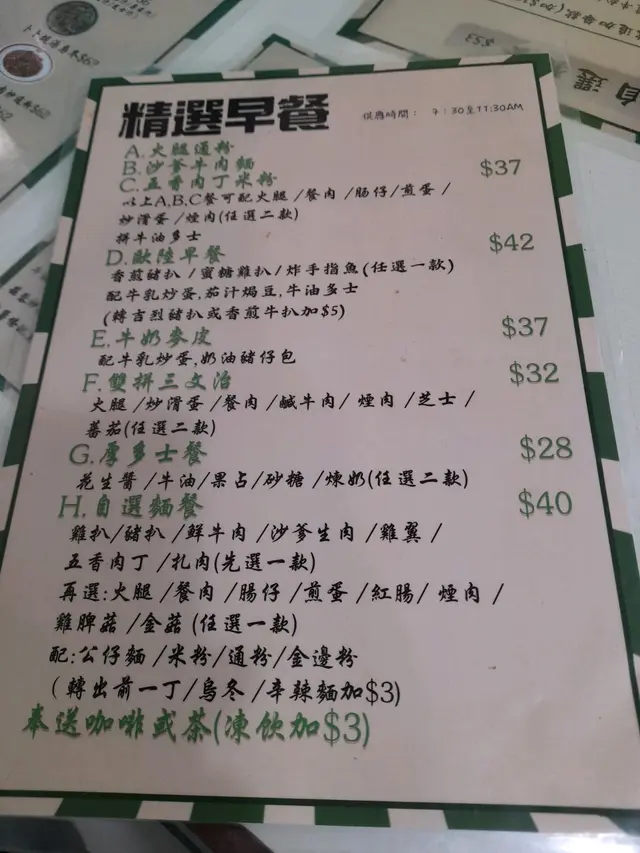 精選早餐
供應時間： 7：30至11:30AM
A.火腿通粉
B.沙爹牛肉麵 $37
C.五香肉丁米粉
以上A,B,C餐可配火腿/餐肉/腸仔/煎蛋/
炒滑蛋/煙肉(任選二款)
拼牛油多士
D.歐陸早餐 $42
香煎豬扒/蜜糖雞扒/炸手指魚(任選一款)
配牛乳炒蛋,茄汁焗豆,牛油多士
(轉吉烈豬扒或香煎牛扒加$5)
E.牛奶麥皮 $37
配牛乳炒蛋,奶油豬仔包
F.雙拼三文治 $32
火腿/炒滑蛋/餐肉/鹹牛肉/煙肉/芝士/
蕃茄(任選二款)
G.厚多士餐 $28
花生醬/牛油/果占/砂糖/煉奶(任選二款)
H.自選麵餐 $40
雞扒/豬扒/鮮牛肉/沙爹生肉/雞翼/
五香肉丁/扎肉(先選一款)
再選:火腿/餐肉/腸仔/煎蛋/紅腸/煙肉/
雞脾菇/金菇(任選一款)
配:公仔麵/米粉/通粉/金邊粉
(轉出前一丁/烏冬/辛辣麵加$3)
奉送咖啡或茶(凍飲加$3)
自選
$53